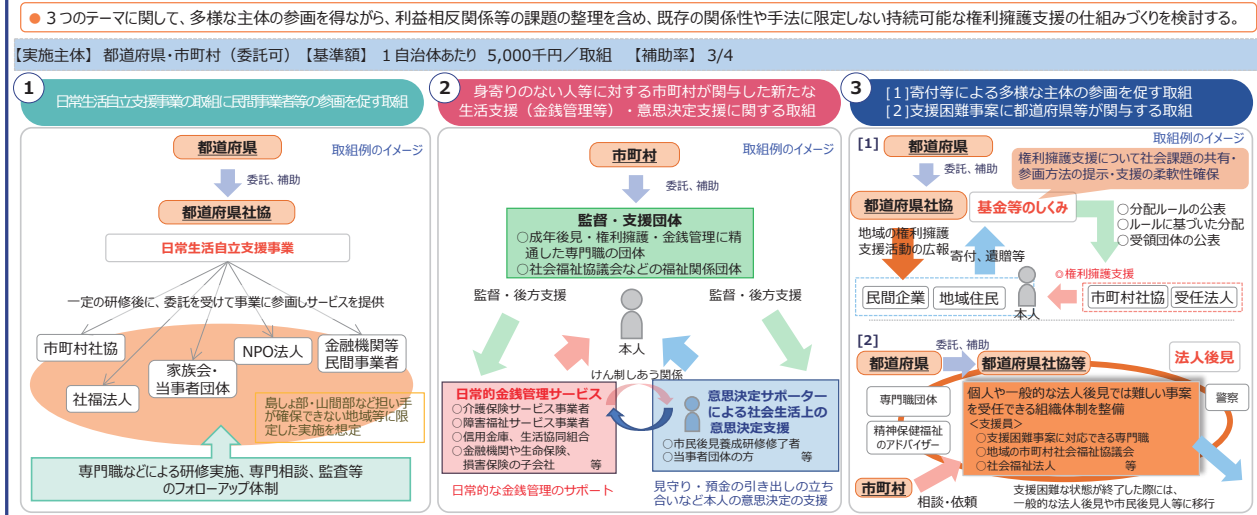 ● 3つのテーマに関して、多様な主体の参画を得ながら、利益相反関係等の課題の整理を含め、既存の関係性や手法に限定しない持続可能な権利擁護支援の仕組みづくりを検討する。
【実施主体】 都道府県・市町村（委託可）【基準額】 1自治体あたり 5,000千円／取組 【補助率】 3/4
1
日常生活自立支援事業の取組に民間事業者等の参画を促す取組
取組例のイメージ
都道府県
委託、補助
都道府県社協
日常生活自立支援事業
一定の研修後に、委託を受けて事業に参画しサービスを提供
市町村社協
社福法人
家族会・
当事者団体
NPO法人
金融機関等
民間事業者
島しょ部・山間部など担い手
が確保できない地域等に限
定した実施を想定
専門職などによる研修実施、専門相談、監査等
のフォローアップ体制
2
身寄りのない人等に対する市町村が関与した新たな
生活支援（金銭管理等）・意思決定支援に関する取組
取組例のイメージ
市町村
委託、補助
監督・支援団体
○成年後見・権利擁護・金銭管理に精
通した専門職の団体
○社会福祉協議会などの福祉関係団体
監督・後方支援
監督・後方支援
本人
けん制しあう関係
日常的金銭管理サービス
○介護保険サービス事業者
○障害福祉サービス事業者
○信用金庫、生活協同組合
○金融機関や生命保険、
損害保険の子会社 等
日常的な金銭管理のサポート
意思決定サポーター
による社会生活上の
意思決定支援
○市民後見養成研修修了者
○当事者団体の方 等
見守り・預金の引き出しの立ち
合いなど本人の意思決定の支援
3
[1]寄付等による多様な主体の参画を促す取組
[2]支援困難事案に都道府県等が関与する取組
取組例のイメージ
[1]
都道府県
委託、補助
権利擁護支援について社会課題の共有・
参画方法の提示・支援の柔軟性確保
都道府県社協
基金等のしくみ
○分配ルールの公表
○ルールに基づいた分配
○受領団体の公表
地域の権利擁護
支援活動の広報
寄付、遺贈等
◎権利擁護支援
民間企業
地域住民
本人
市町村社協
受任法人
[2]
委託、補助
都道府県
都道府県社協等
法人後見
専門職団体
精神保健福祉
のアドバイザー
個人や一般的な法人後見では難しい事案
を受任できる組織体制を整備
＜支援員＞
○支援困難事案に対応できる専門職
○地域の市町村社会福祉協議会
○社会福祉法人 等
警察
市町村
相談・依頼
支援困難な状態が終了した際には、
一般的な法人後見や市民後見人等に移行